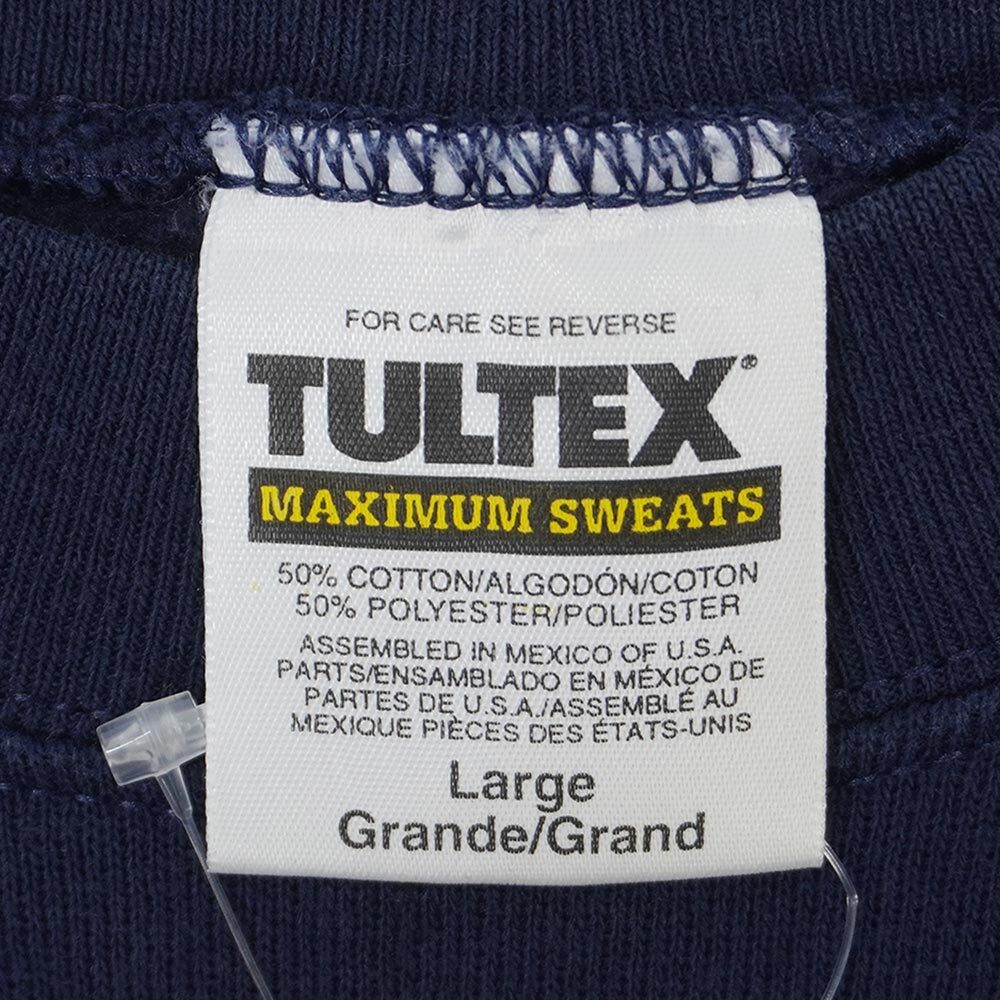 FOR CARE SEE REVERSE
TULTEX®
MAXIMUM SWEATS
50% COTTON/ALGODÓN/COTON
50% POLYESTER/POLIESTER
ASSEMBLED IN MEXICO OF U.S.A.
PARTS/ENSAMBLADO EN MÉXICO DE
PARTES DE U.S.A./ASSEMBLÉ AU
MEXIQUE PIÈCES DES ÉTATS-UNIS
Large
Grande/Grand